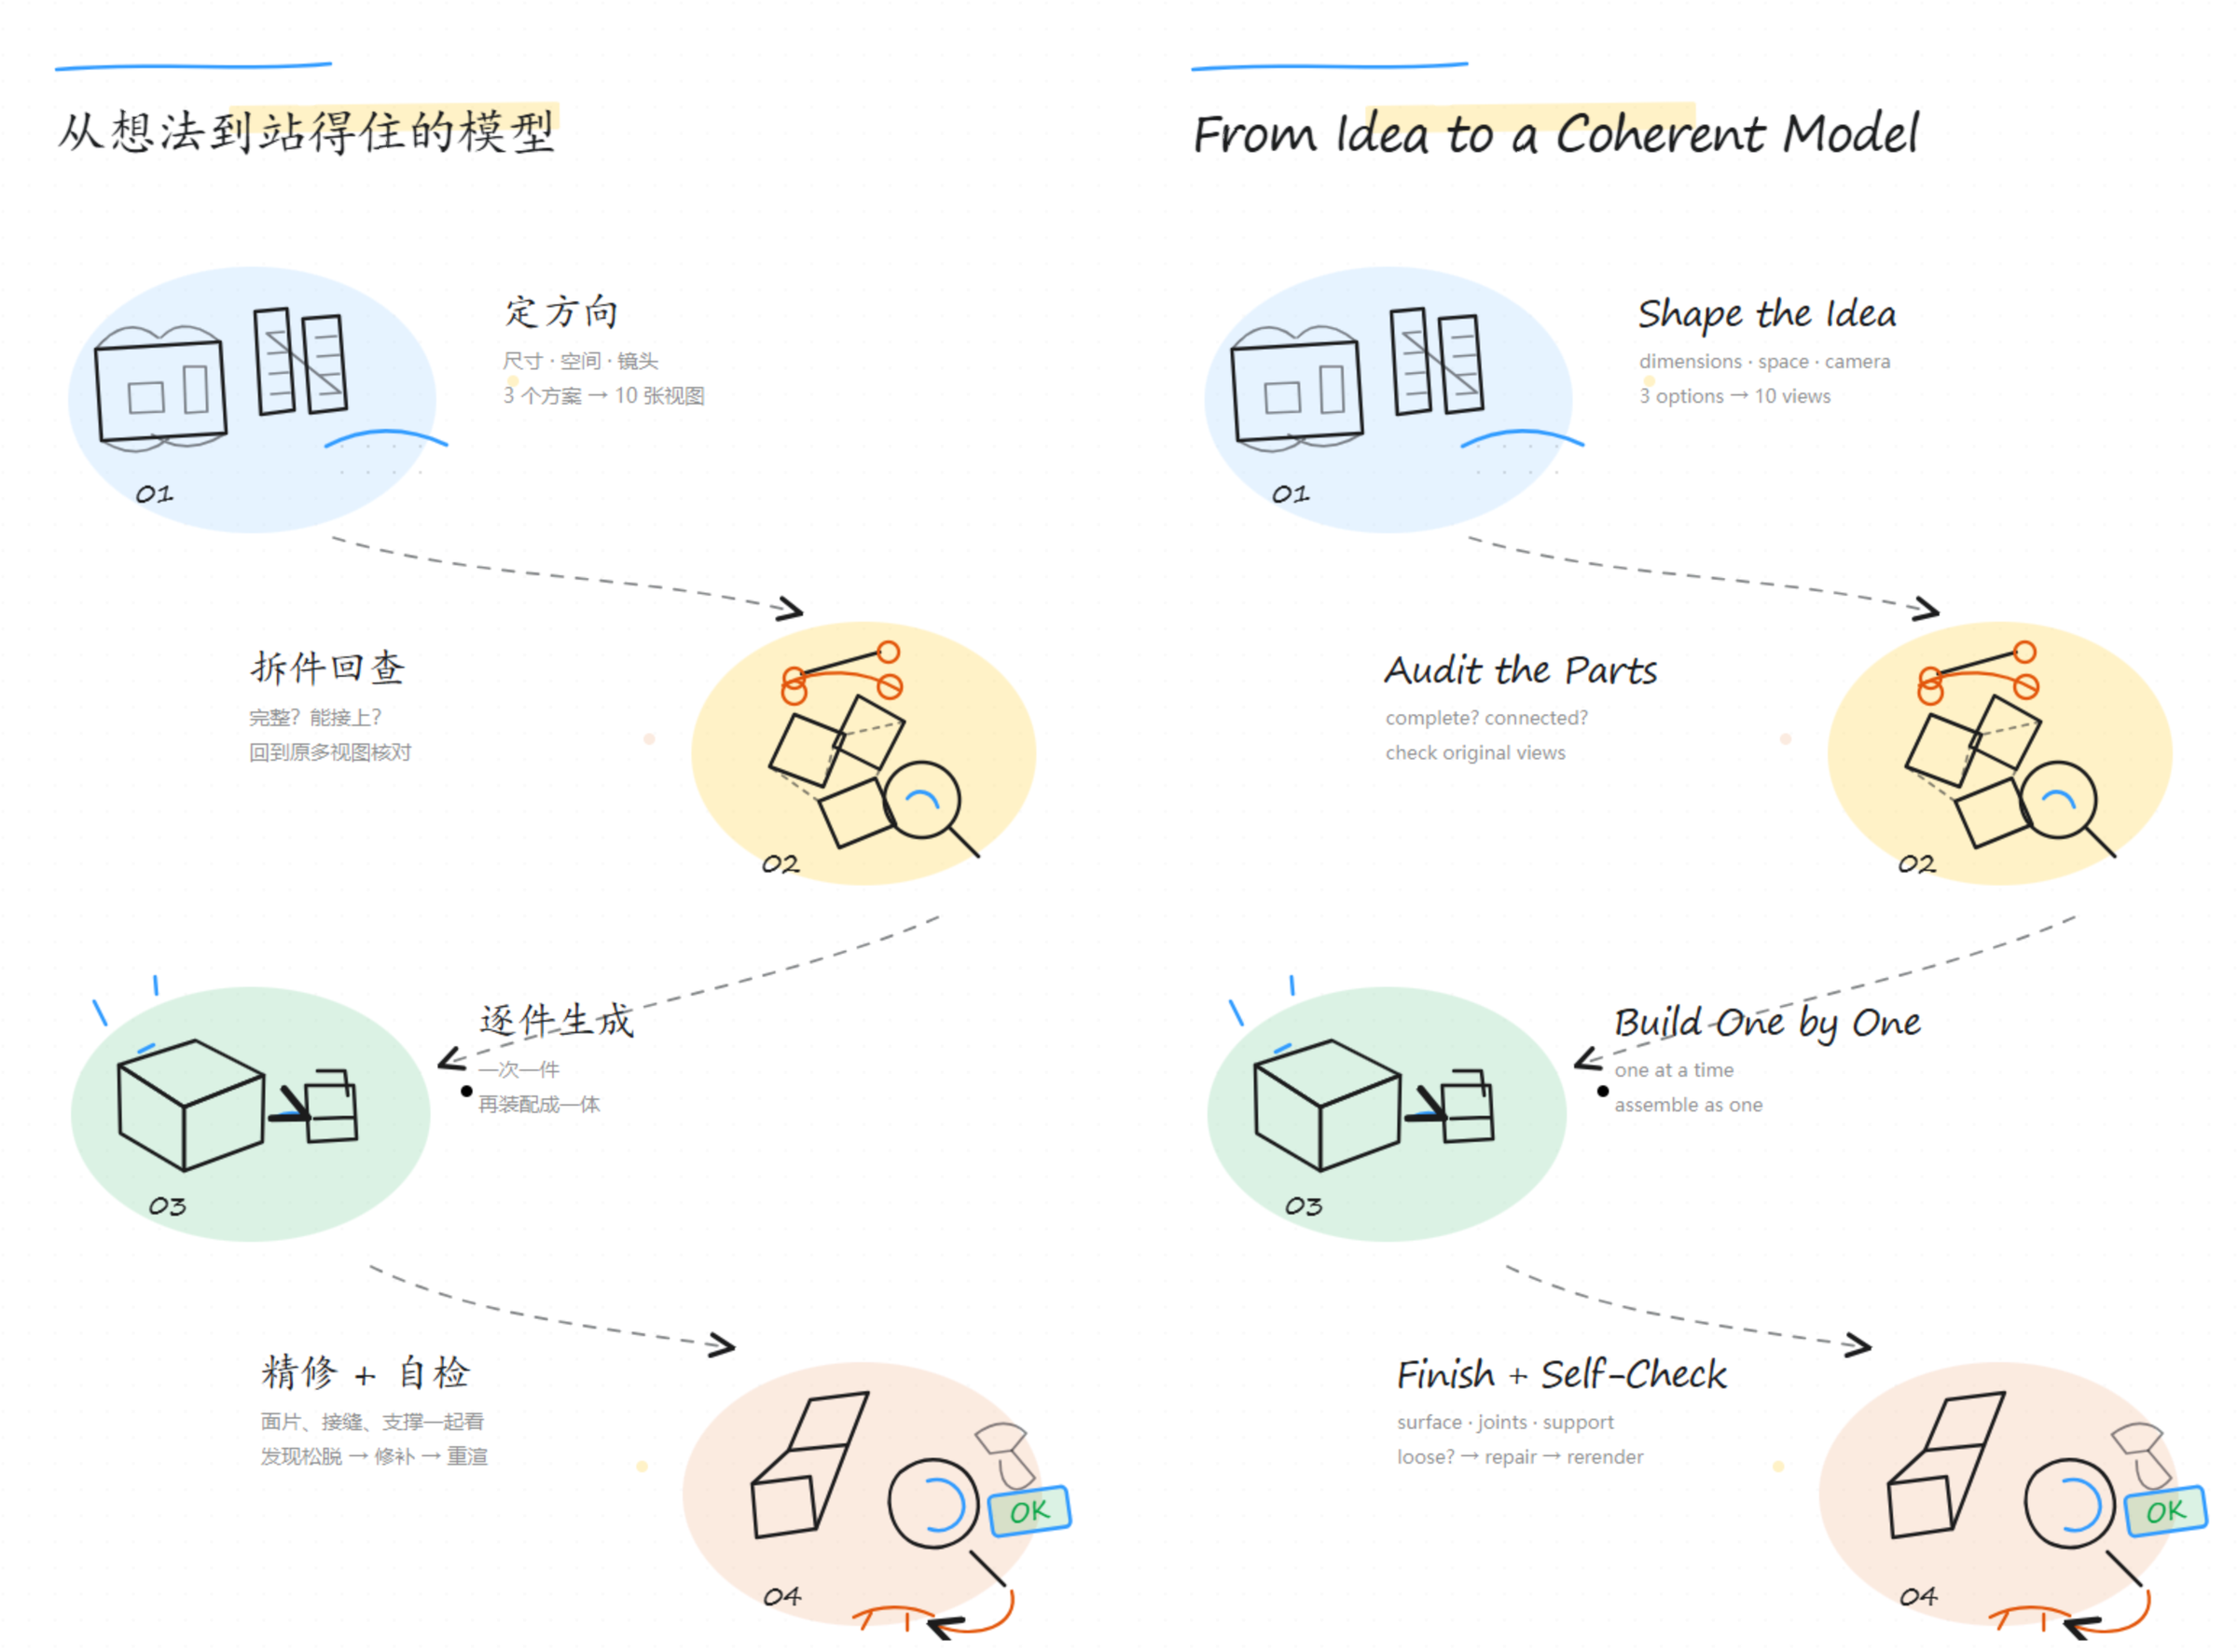 从想法到站得住的模型
定方向
尺寸 · 空间 · 镜头
3 个方案 → 10 张视图
01
拆件回查
完整？能接上？
回到原多视图核对
02
逐件生成
一次一件
再装配成一体
03
精修 + 自检
面片、接缝、支撑一起看
发现松脱 → 修补 → 重渲
OK
04
From Idea to a Coherent Model
Shape the Idea
dimensions · space · camera
3 options → 10 views
01
Audit the Parts
complete? connected?
check original views
02
Build One by One
one at a time
assemble as one
03
Finish + Self-Check
surface · joints · support
loose? → repair → rerender
OK
04